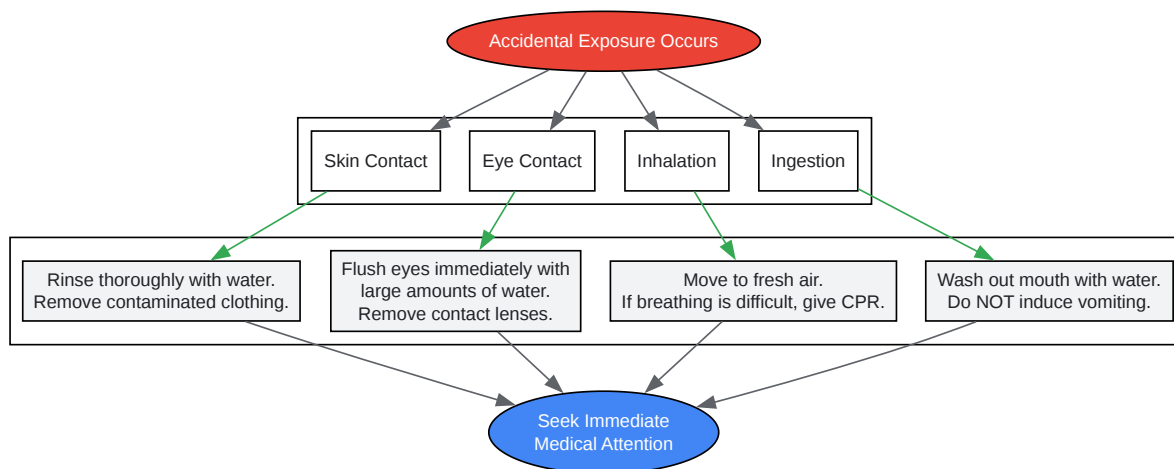 Accidental Exposure Occurs
Skin Contact
Eye Contact
Inhalation
Ingestion
Rinse thoroughly with water.
Remove contaminated clothing.
Flush eyes immediately with
large amounts of water.
Remove contact lenses.
Move to fresh air.
If breathing is difficult, give CPR.
Wash out mouth with water.
Do NOT induce vomiting.
Seek Immediate
Medical Attention